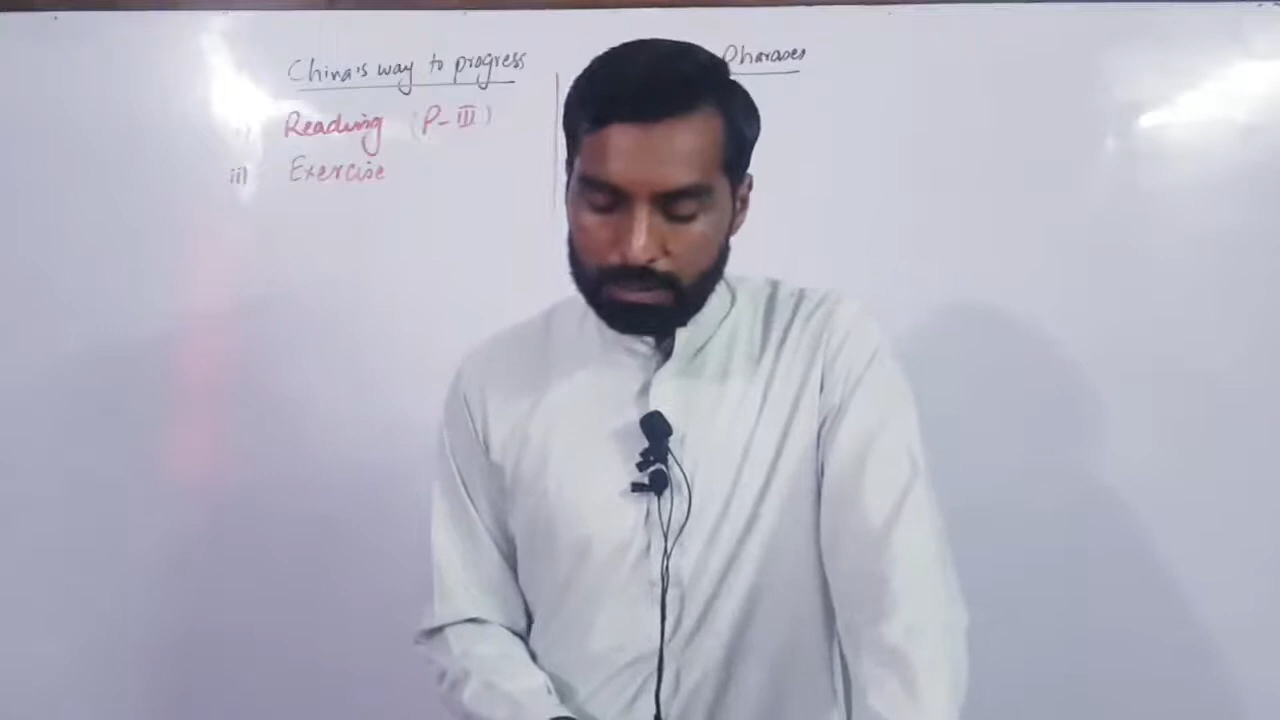 China's way to progress
i) Reading (P-III)
ii) Exercise
Pharases